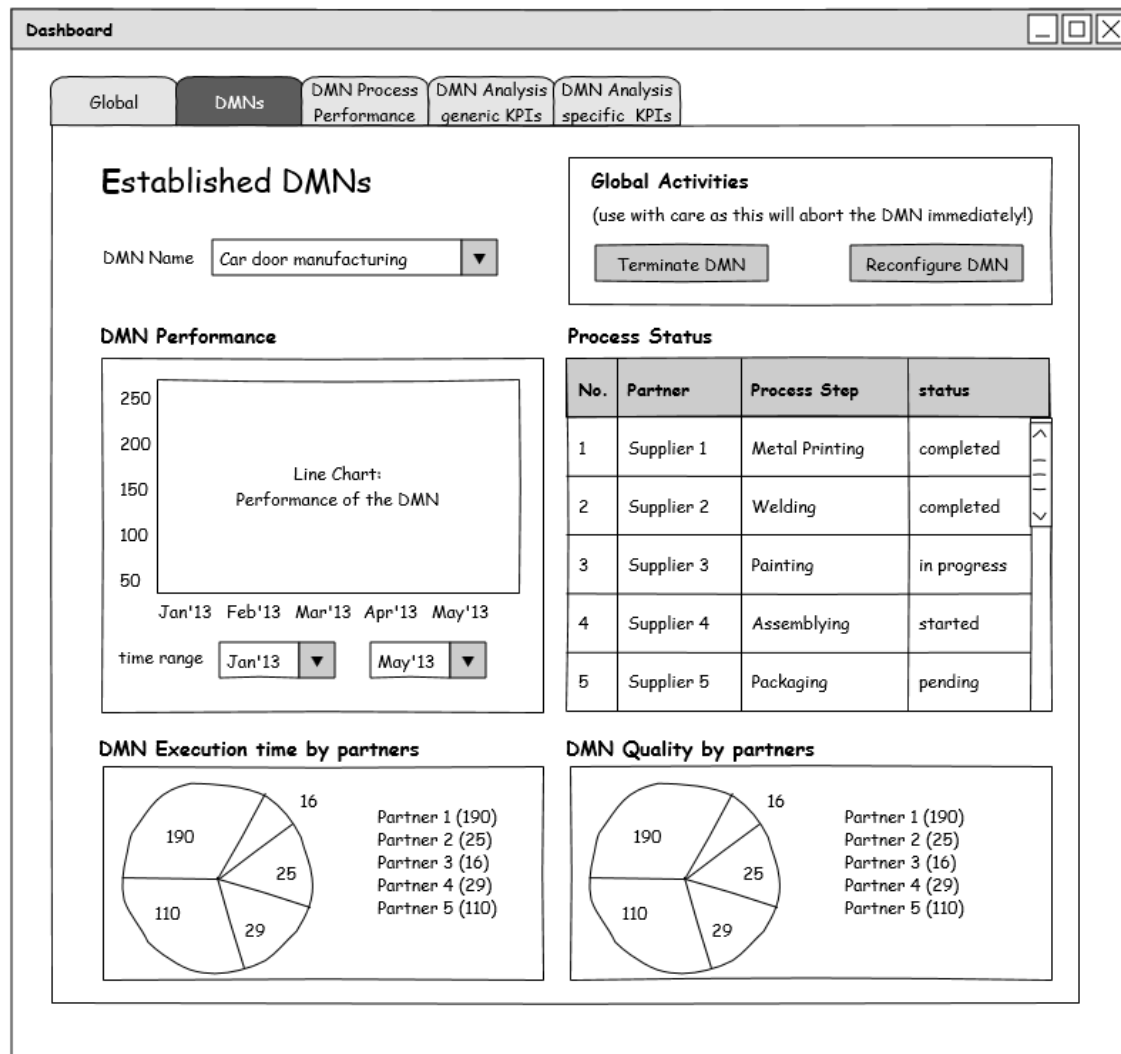 Dashboard
Global
DMNs
DMN Process
Performance
DMN Analysis
generic KPIs
DMN Analysis
specific KPIs
Established DMNs
DMN Name
Car door manufacturing
Global Activities
(use with care as this will abort the DMN immediately!)
Terminate DMN
Reconfigure DMN
DMN Performance
250
200
150
100
50
Line Chart:
Performance of the DMN
Jan'13 Feb'13 Mar'13 Apr'13 May'13
time range Jan'13 May'13
Process Status
No. Partner Process Step status
1 Supplier 1 Metal Printing completed
2 Supplier 2 Welding completed
3 Supplier 3 Painting in progress
4 Supplier 4 Assemblying started
5 Supplier 5 Packaging pending
DMN Execution time by partners
190
16
25
29
110
Partner 1 (190)
Partner 2 (25)
Partner 3 (16)
Partner 4 (29)
Partner 5 (110)
DMN Quality by partners
190
16
25
29
110
Partner 1 (190)
Partner 2 (25)
Partner 3 (16)
Partner 4 (29)
Partner 5 (110)